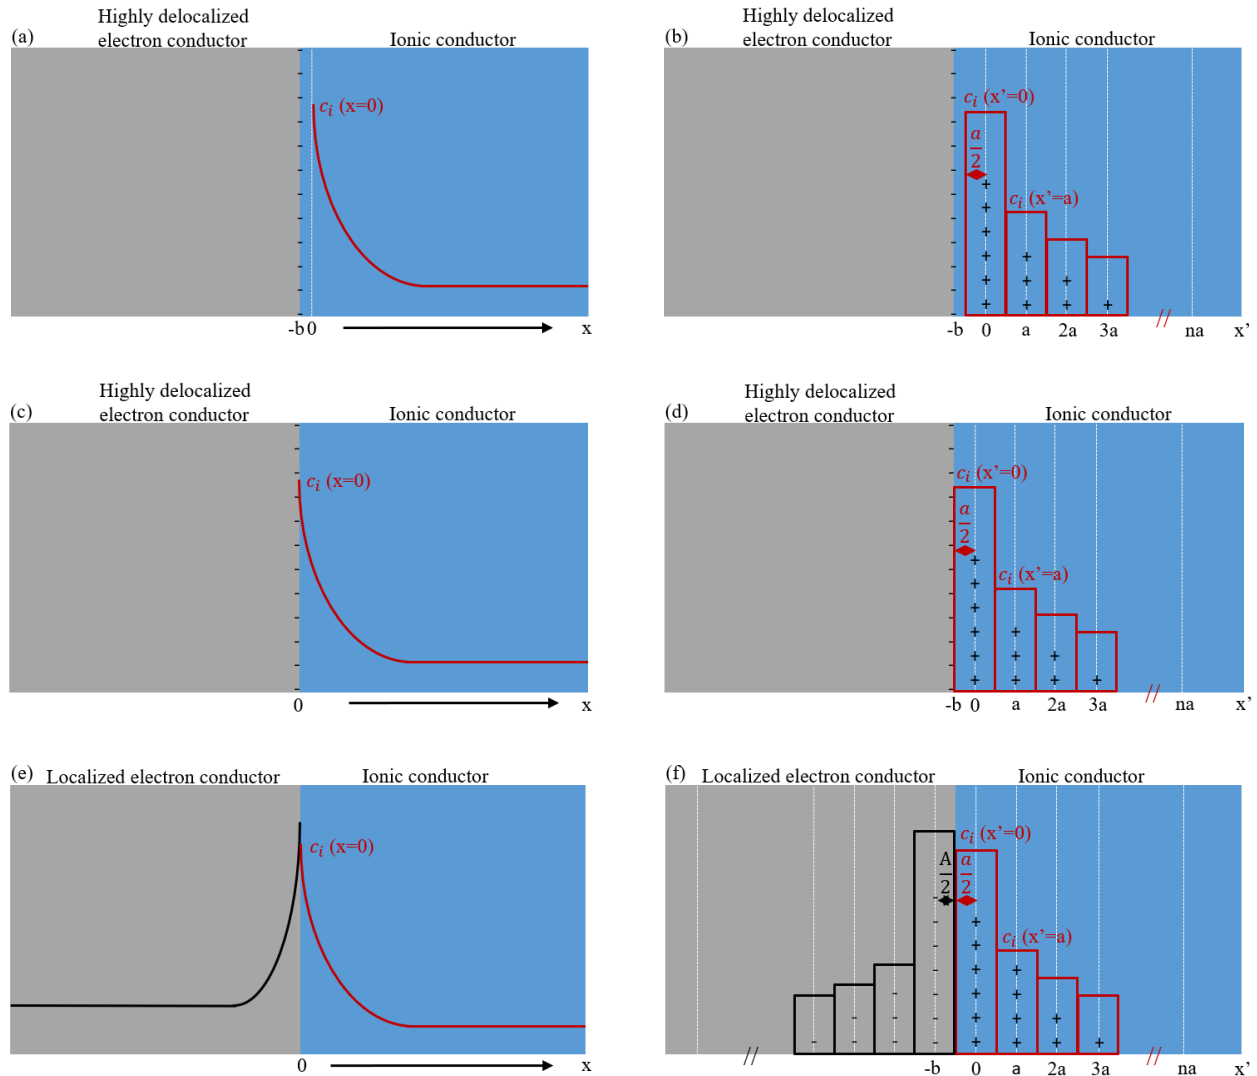 (a)
Highly delocalized
electron conductor
Ionic conductor
c_i (x=0)
-b 0
x
(b)
Highly delocalized
electron conductor
Ionic conductor
c_i (x'=0)
a
2
c_i (x'=a)
+ + + + + +
+ + +
+ +
+
-b 0 a 2a 3a // na x'
(c)
Highly delocalized
electron conductor
Ionic conductor
c_i (x=0)
0
x
(d)
Highly delocalized
electron conductor
Ionic conductor
c_i (x'=0)
a
2
c_i (x'=a)
+ + + + + +
+ + +
+ +
+
-b 0 a 2a 3a // na x'
(e)
Localized electron conductor
Ionic conductor
c_i (x=0)
0
x
(f)
Localized electron conductor
Ionic conductor
c_i (x'=0)
A
2
a
2
c_i (x'=a)
- 
- -
- - -
- - - - - - -
+ + + + + +
+ + + +
+ +
+
// -b 0 a 2a 3a // na x'